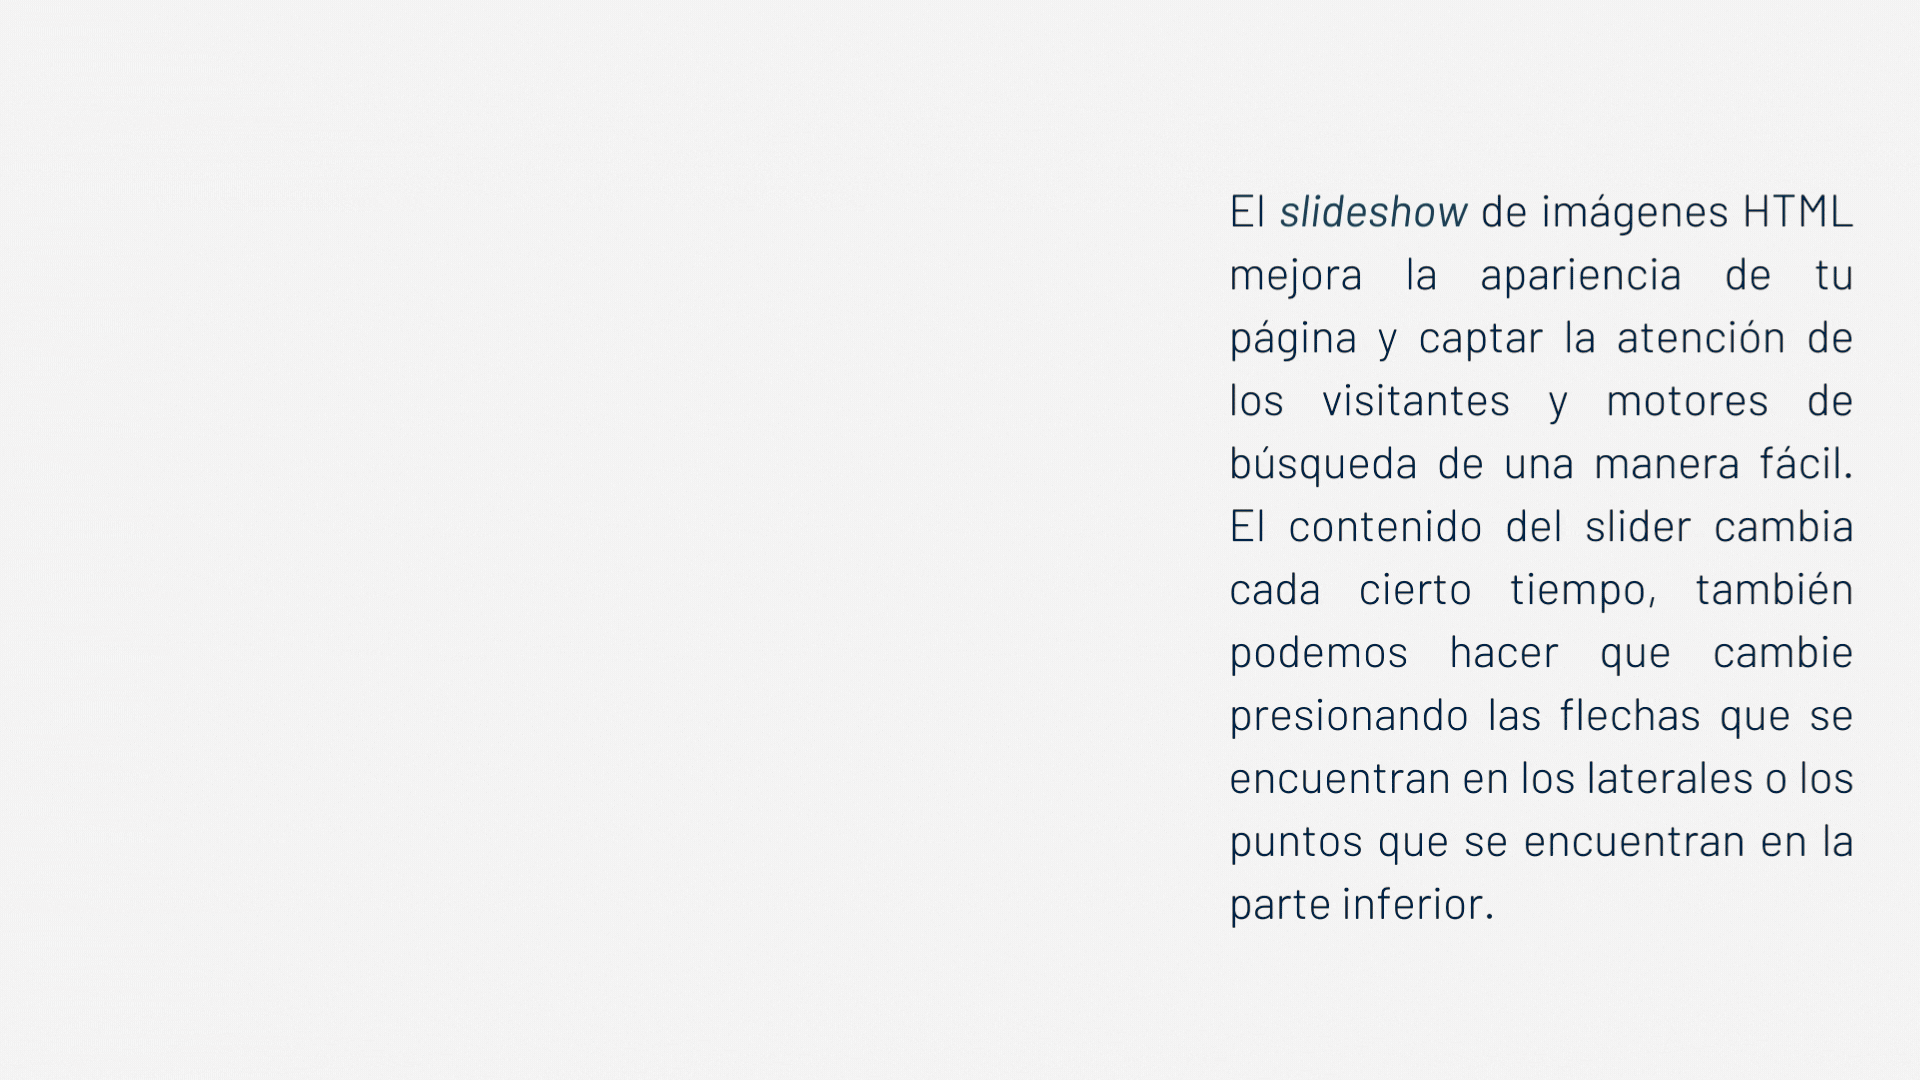 El slideshow de imágenes HTML
mejora la apariencia de tu
página y captar la atención de
los visitantes y motores de
búsqueda de una manera fácil.
El contenido del slider cambia
cada cierto tiempo, también
podemos hacer que cambie
presionando las flechas que se
encuentran en los laterales o los
puntos que se encuentran en la
parte inferior.